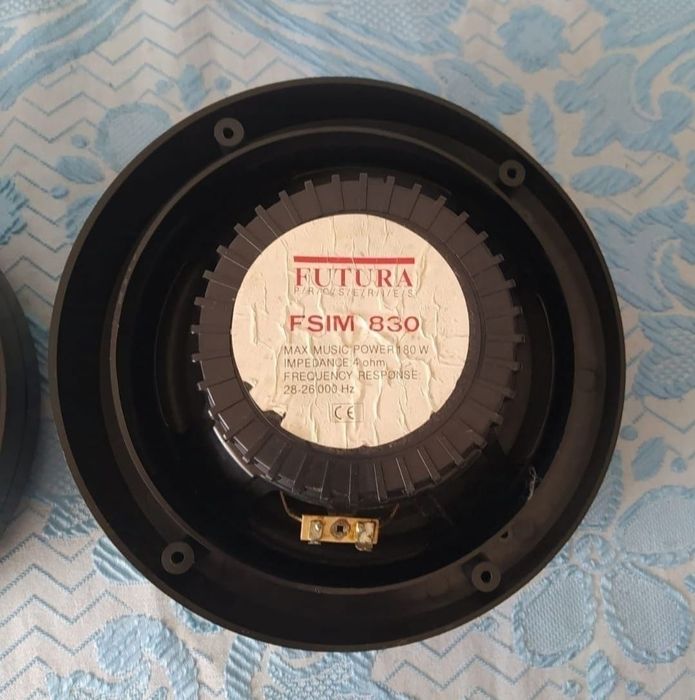 FUTURA
P/R/O/S/E/R/I/E/S
FSIM 830
MAX MUSIC POWER 180 W
IMPEDANCE 4 ohm
FREQUENCY RESPONSE
28-26 000 Hz
CE